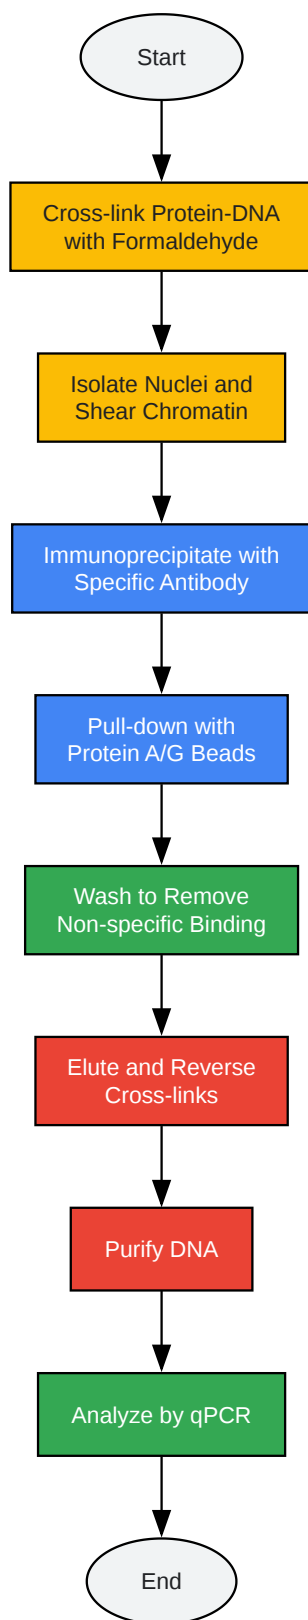 Start
Cross-link Protein-DNA
with Formaldehyde
Isolate Nuclei and
Shear Chromatin
Immunoprecipitate with
Specific Antibody
Pull-down with
Protein A/G Beads
Wash to Remove
Non-specific Binding
Elute and Reverse
Cross-links
Purify DNA
Analyze by qPCR
End